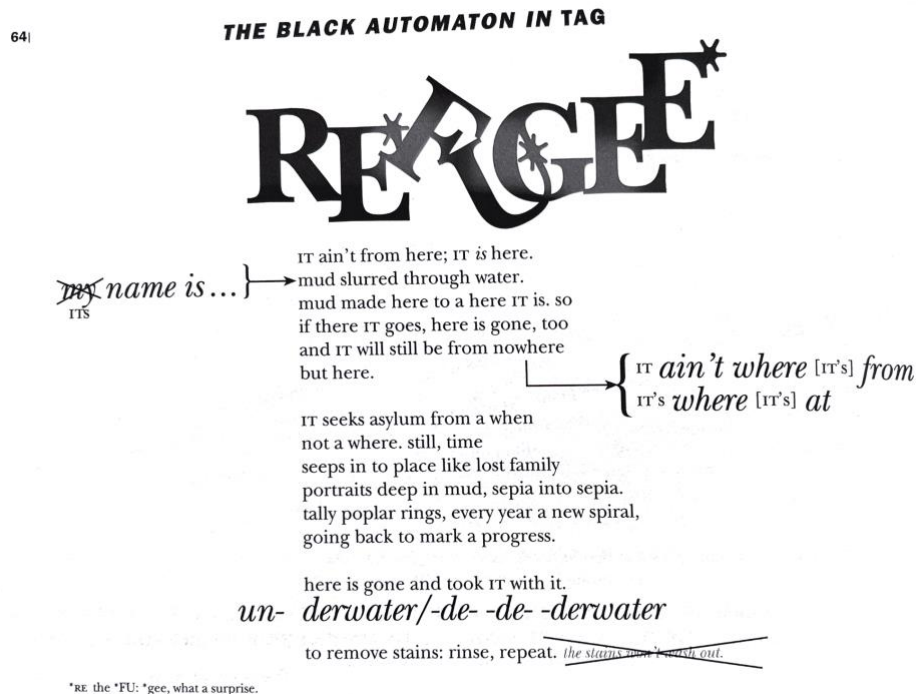 64|
THE BLACK AUTOMATON IN TAG
RE*FU*GEE*
IT ain't from here; IT is here.
my name is...
ITS
mud slurred through water.
mud made here to a here IT is. so
if there IT goes, here is gone, too
and IT will still be from nowhere
but here.
IT ain't where [IT's] from
IT's where [IT's] at
IT seeks asylum from a when
not a where. still, time
seeps in to place like lost family
portraits deep in mud, sepia into sepia.
tally poplar rings, every year a new spiral,
going back to mark a progress.
here is gone and took IT with it.
un- derwater/-de- -de- -derwater
to remove stains: rinse, repeat. the stains won't wash out.
*RE the *FU: *gee, what a surprise.